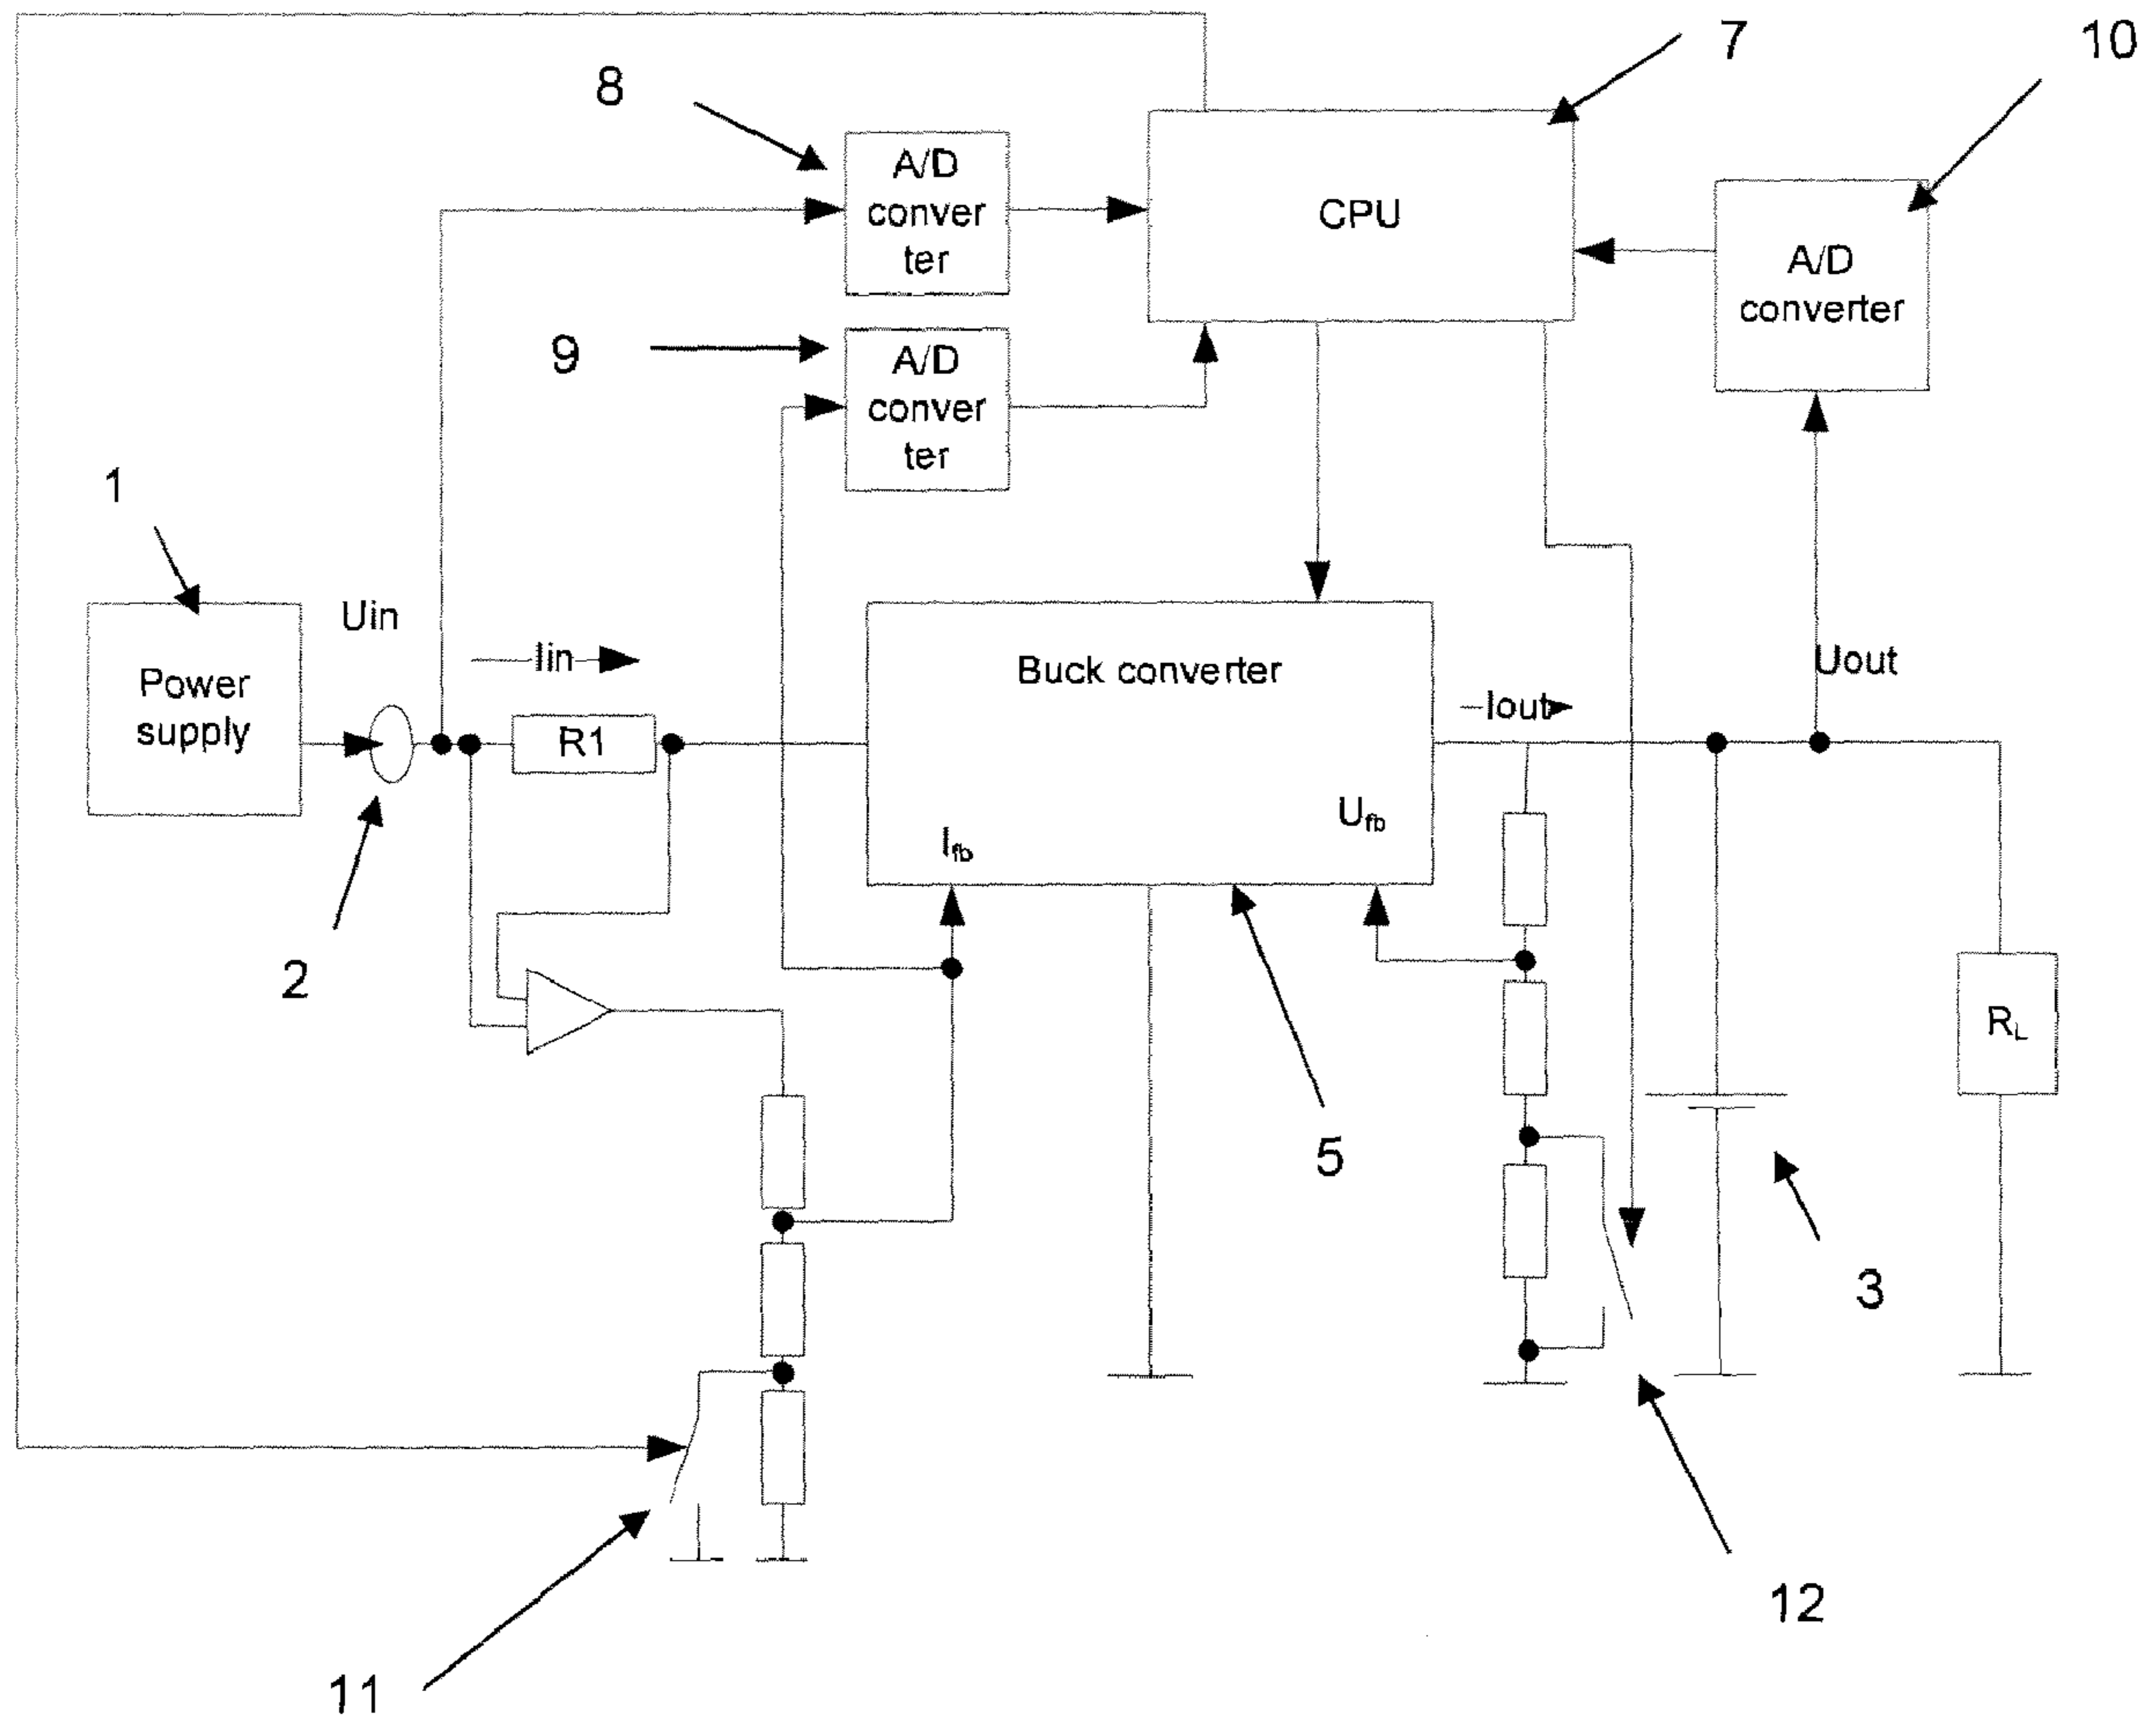 7
10
8
A/D
conver
ter
CPU
A/D
converter
9
A/D
conver
ter
1
Uin
Iin
Power
supply
R1
Buck converter
Iout
Uout
Ufb
Ifb
2
RL
5
3
12
11